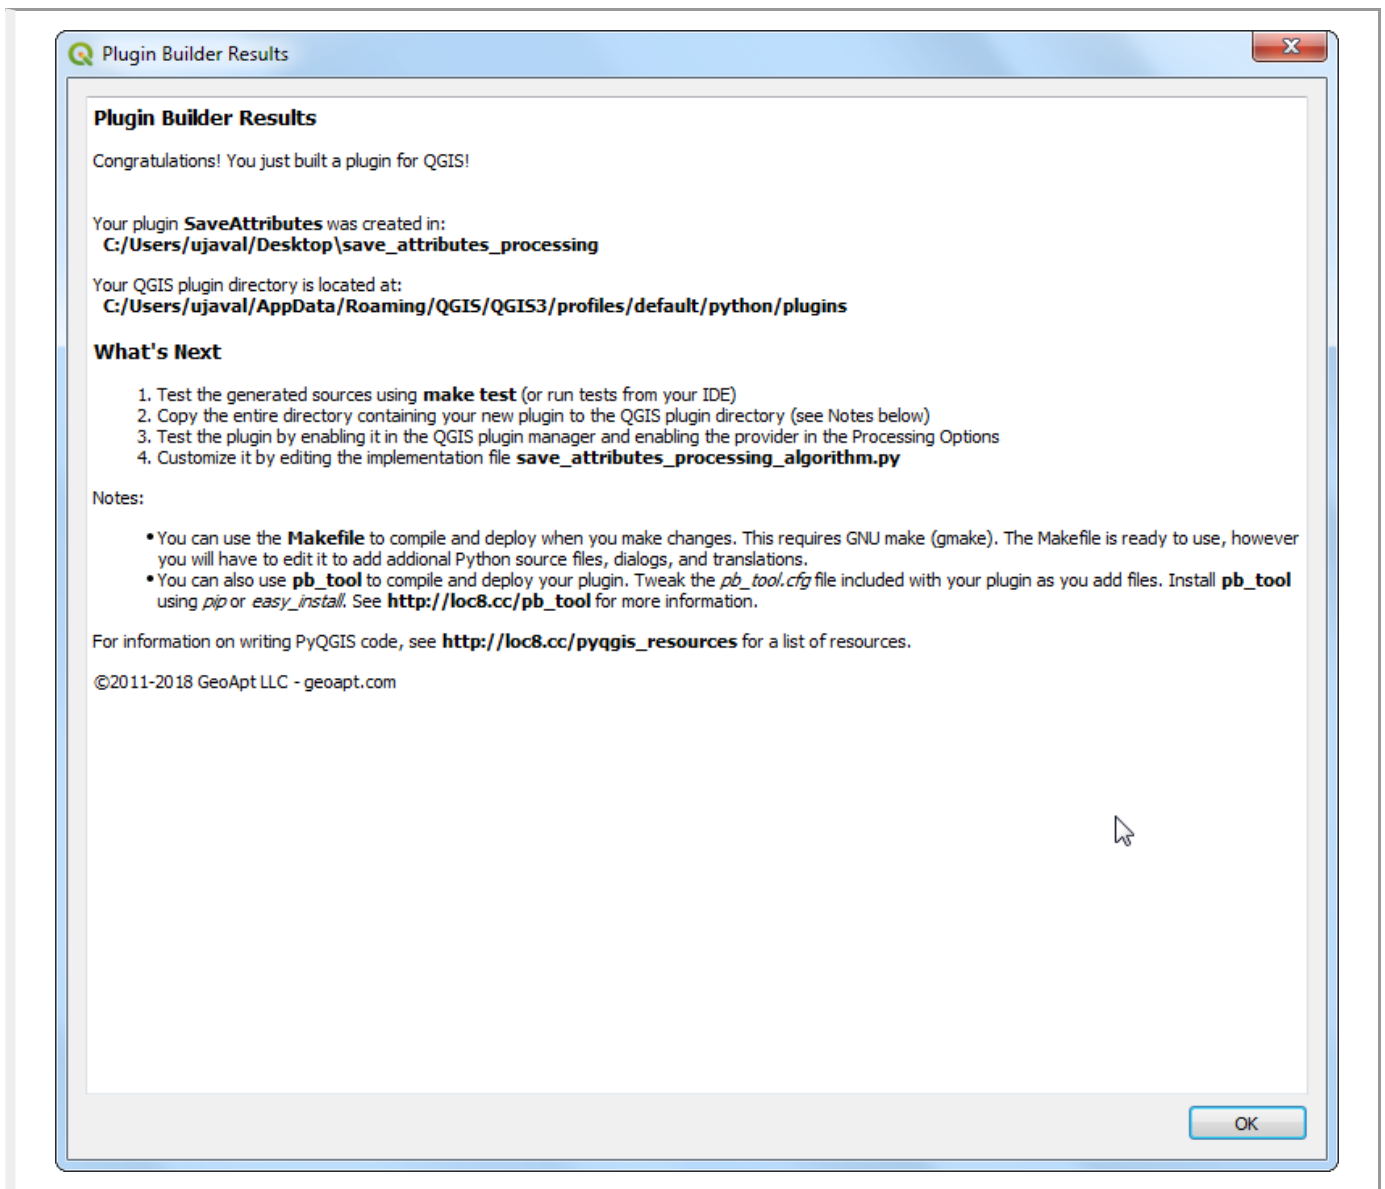 Plugin Builder Results
X
Plugin Builder Results
Congratulations! You just built a plugin for QGIS!
Your plugin SaveAttributes was created in:
C:/Users/ujaval/Desktop\save_attributes_processing
Your QGIS plugin directory is located at:
C:/Users/ujaval/AppData/Roaming/QGIS/QGIS3/profiles/default/python/plugins
What's Next
1. Test the generated sources using make test (or run tests from your IDE)
2. Copy the entire directory containing your new plugin to the QGIS plugin directory (see Notes below)
3. Test the plugin by enabling it in the QGIS plugin manager and enabling the provider in the Processing Options
4. Customize it by editing the implementation file save_attributes_processing_algorithm.py
Notes:
• You can use the Makefile to compile and deploy when you make changes. This requires GNU make (gmake). The Makefile is ready to use, however
you will have to edit it to add addional Python source files, dialogs, and translations.
• You can also use pb_tool to compile and deploy your plugin. Tweak the pb_tool.cfg file included with your plugin as you add files. Install pb_tool
using pip or easy_install. See http://loc8.cc/pb_tool for more information.
For information on writing PyQGIS code, see http://loc8.cc/pyqgis_resources for a list of resources.
©2011-2018 GeoApt LLC - geoapt.com
OK